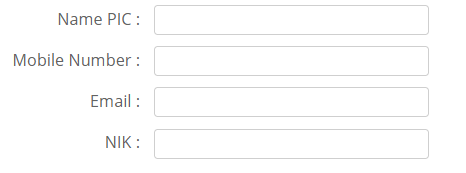 Name PIC :
Mobile Number :
Email :
NIK :